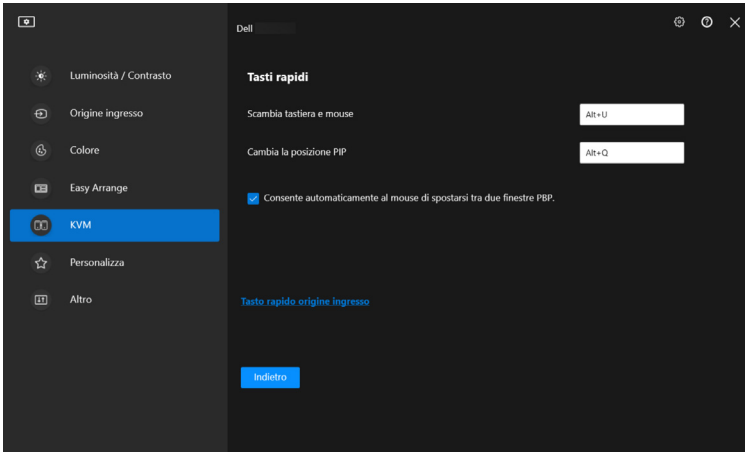 Dell
Luminosità / Contrasto
Origine ingresso
Colore
Easy Arrange
KVM
Personalizza
Altro
Tasti rapidi
Scambia tastiera e mouse
Alt+U
Cambia la posizione PIP
Alt+Q
Consente automaticamente al mouse di spostarsi tra due finestre PBP.
Tasto rapido origine ingresso
Indietro